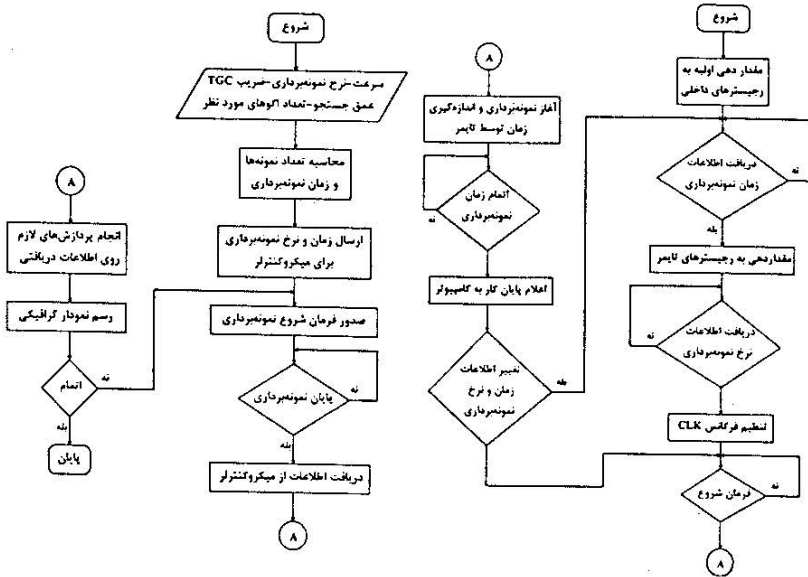 شروع
مقدار دهی اولیه به
رجیسترهای داخلی
دریافت اطلاعات
زمان نمونه‌برداری
نه
بله
مقداردهی به رجیسترهای تایمر
دریافت اطلاعات
نرخ نمونه‌برداری
نه
بله
تنظیم فرکانس CLK
فرمان شروع
نه
A
A
آغاز نمونه‌برداری و اندازه‌گیری
زمان توسط تایمر
اتمام زمان
نمونه‌برداری
نه
بله
اعلام پایان کار به کامپیوتر
تغییر اطلاعات
زمان و نرخ
نمونه‌برداری
بله
بله
شروع
سرعت-نرخ نمونه‌برداری-ضریب TGC
عمق جستجو-تعداد اکوهای مورد نظر
محاسبه تعداد نمونه‌ها
و زمان نمونه‌برداری
ارسال زمان و نرخ نمونه‌برداری
برای میکروکنترلر
صدور فرمان شروع نمونه‌برداری
پایان نمونه‌برداری
نه
بله
دریافت اطلاعات از میکروکنترلر
A
A
انجام پردازش‌های لازم
روی اطلاعات دریافتی
رسم نمودار گرافیکی
اتمام
نه
بله
پایان